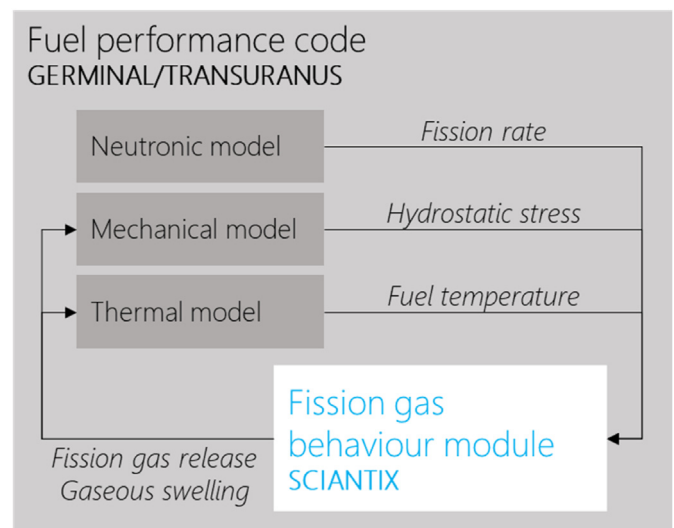 Fuel performance code
GERMINAL/TRANSURANUS
Neutronic model
Fission rate
Mechanical model
Hydrostatic stress
Thermal model
Fuel temperature
Fission gas
behaviour module
SCIANTIX
Fission gas release
Gaseous swelling